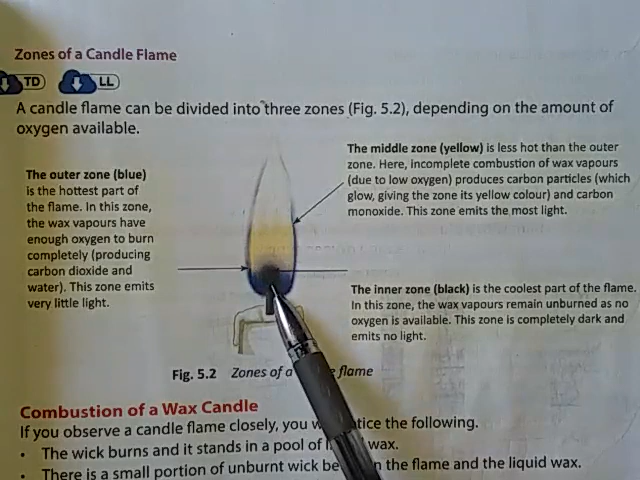 Zones of a Candle Flame
TD
LL
A candle flame can be divided into three zones (Fig. 5.2), depending on the amount of
oxygen available.
The outer zone (blue)
is the hottest part of
the flame. In this zone,
the wax vapours have
enough oxygen to burn
completely (producing
carbon dioxide and
water). This zone emits
very little light.
The middle zone (yellow) is less hot than the outer
zone. Here, incomplete combustion of wax vapours
(due to low oxygen) produces carbon particles (which
glow, giving the zone its yellow colour) and carbon
monoxide. This zone emits the most light.
The inner zone (black) is the coolest part of the flame.
In this zone, the wax vapours remain unburned as no
oxygen is available. This zone is completely dark and
emits no light.
Fig. 5.2 Zones of a flame
Combustion of a Wax Candle
If you observe a candle flame closely, you the following.
• The wick burns and it stands in a pool of wax.
• There is a small portion of unburnt wick the flame and the liquid wax.